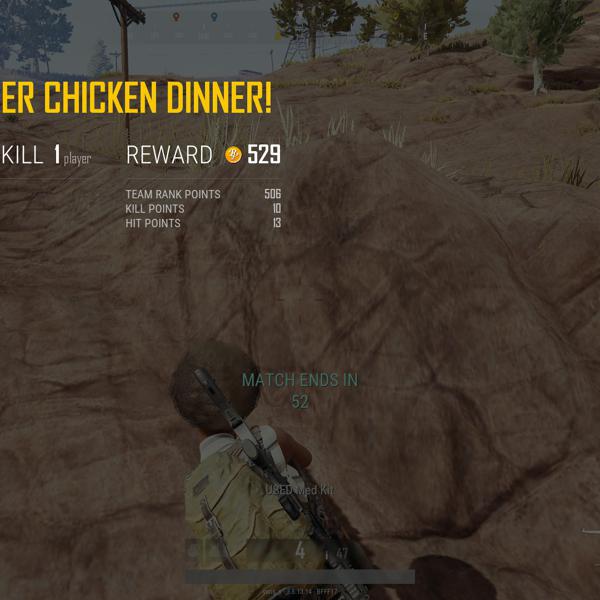 ER CHICKEN DINNER!
KILL 1 player
REWARD 529
TEAM RANK POINTS 506
KILL POINTS 10
HIT POINTS 13
MATCH ENDS IN
52
USED Med Kit
4 47